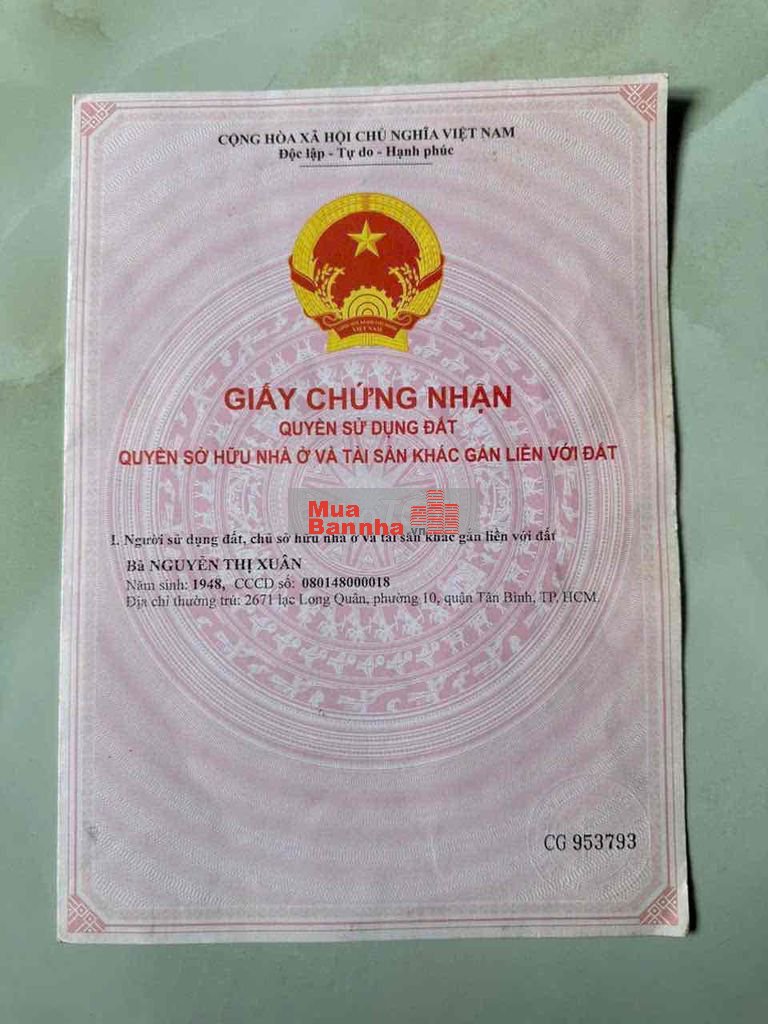 CỘNG HÒA XÃ HỘI CHỦ NGHĨA VIỆT NAM
Độc lập - Tự do - Hạnh phúc
VIỆT NAM
GIẤY CHỨNG NHẬN
QUYỀN SỬ DỤNG ĐẤT
QUYỀN SỞ HỮU NHÀ Ở VÀ TÀI SẢN KHÁC GẮN LIỀN VỚI ĐẤT
Mua
Bannha.vn
1. Người sử dụng đất, chủ sở hữu nhà ở và tài sản khác gắn liền với đất
Bà NGUYỄN THỊ XUÂN
Năm sinh: 1948, CCCD số: 080148000018
Địa chỉ thường trú: 2671 lạc Long Quân, phường 10, quận Tân Bình, TP. HCM.
CG 953793